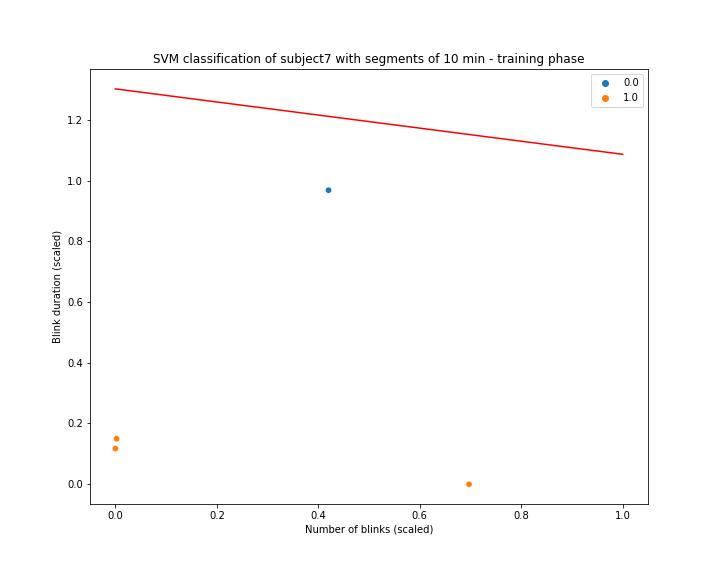 SVM classification of subject7 with segments of 10 min - training phase
0.0
1.0
1.2
1.0
0.8
0.6
0.4
0.2
0.0
Blink duration (scaled)
0.0 0.2 0.4 0.6 0.8 1.0
Number of blinks (scaled)